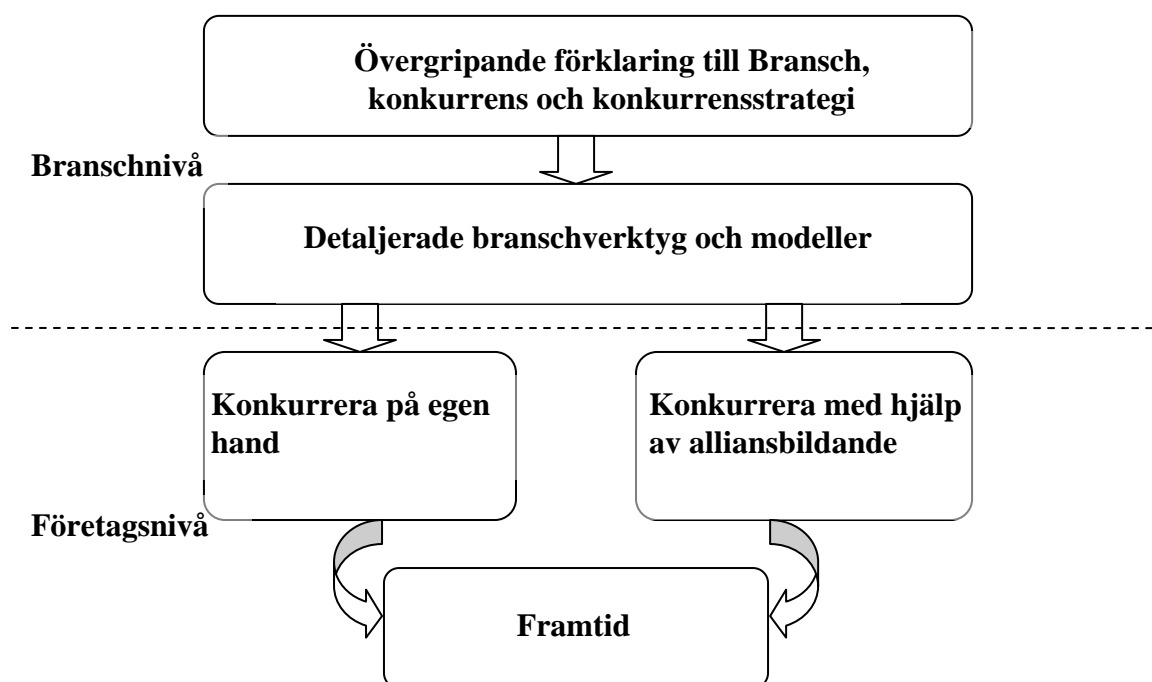 Övergripande förklaring till Bransch,
konkurrens och konkurrensstrategi
Branschnivå
Detaljerade branschverktyg och modeller
Konkurrera på egen
hand
Konkurrera med hjälp
av alliansbildande
Företagsnivå
Framtid